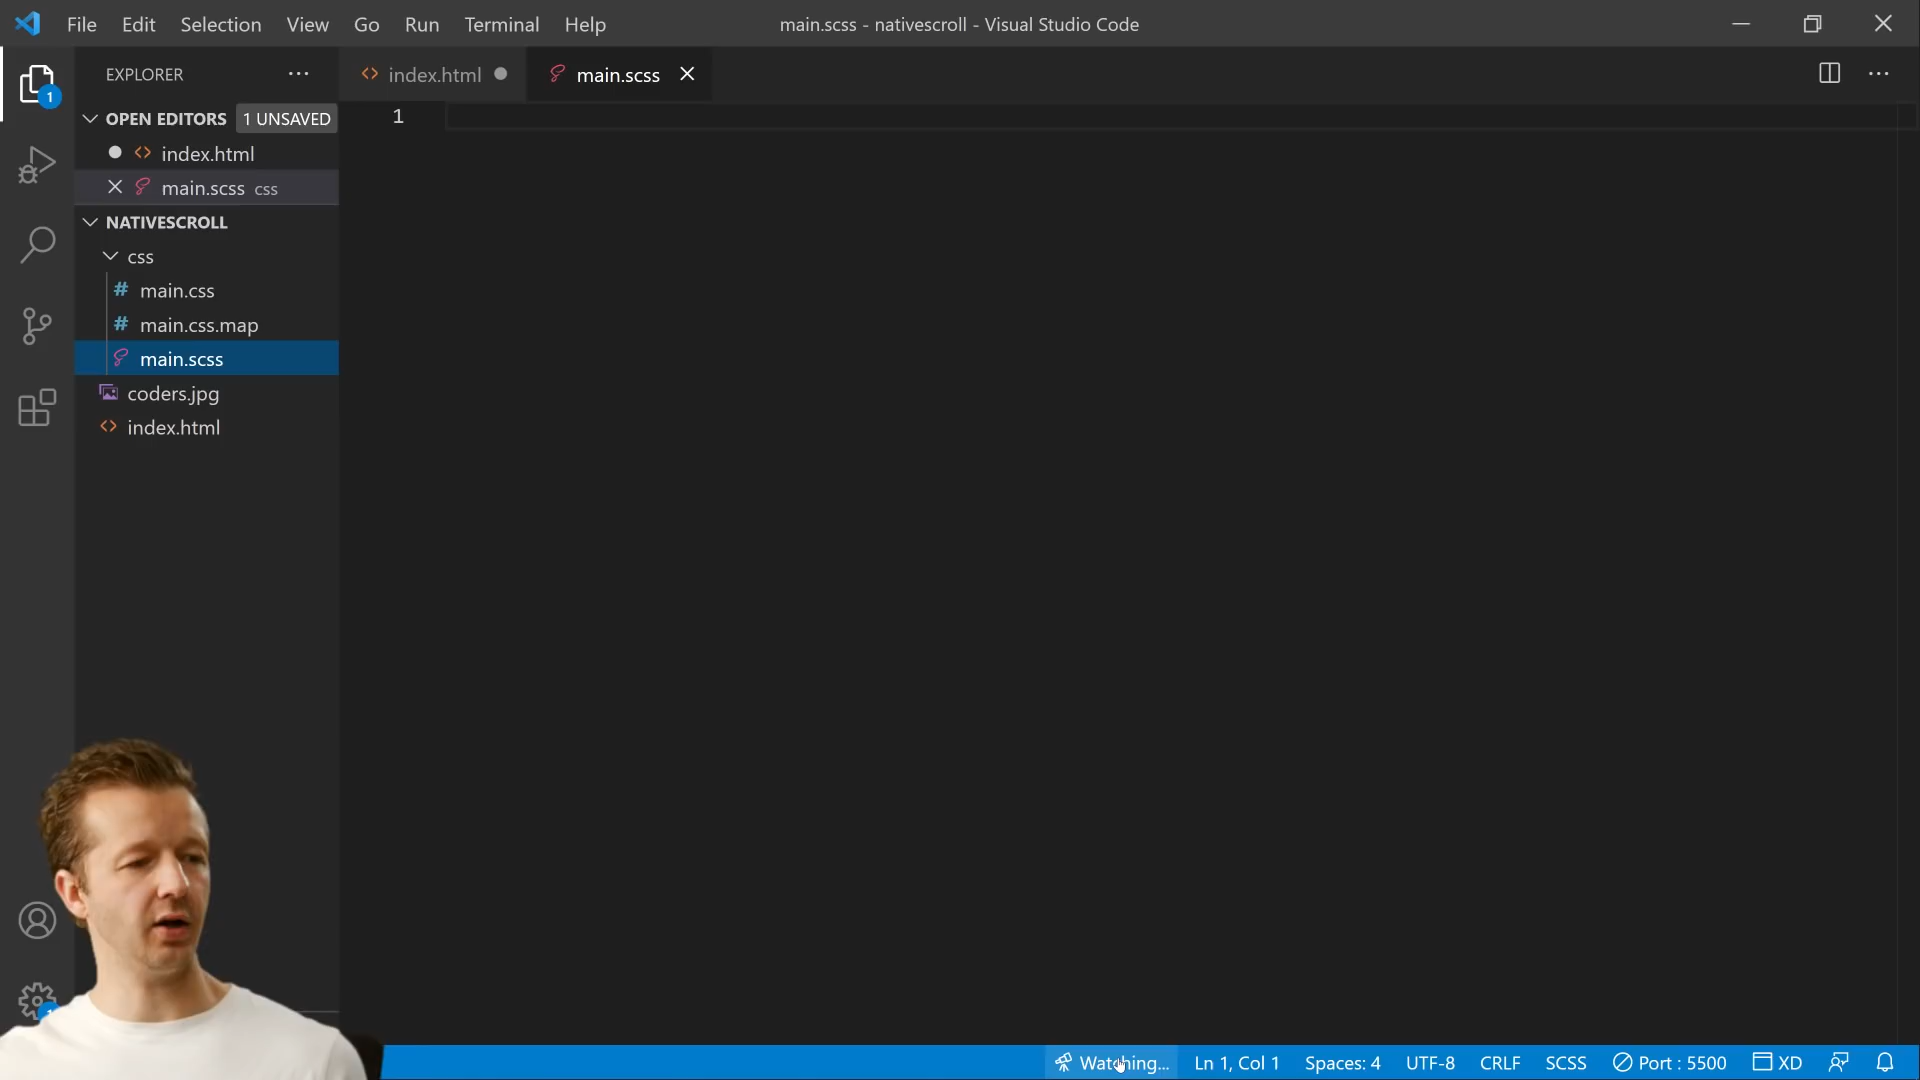 File Edit Selection View Go Run Terminal Help main.scss - nativescroll - Visual Studio Code
EXPLORER index.html main.scss
1
OPEN EDITORS 1 UNSAVED
1
index.html
main.scss css
NATIVESCROLL
css
main.css
main.css.map
main.scss
coders.jpg
index.html
Watching... Ln 1, Col 1 Spaces: 4 UTF-8 CRLF SCSS Port : 5500 XD